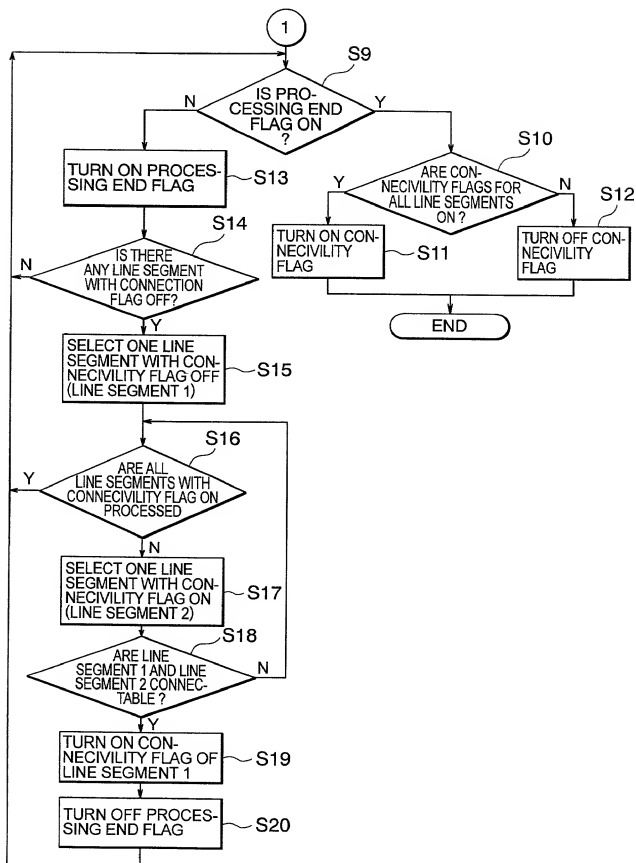 1
S9
IS PRO-
CESSING END
FLAG ON
?
N
Y
S13
TURN ON PROCES-
SING END FLAG
S10
ARE CON-
NECIVILITY FLAGS FOR
ALL LINE SEGMENTS
ON ?
Y
N
S11
TURN ON CON-
NECIVILITY
FLAG
S12
TURN OFF CON-
NECIVILITY
FLAG
END
S14
IS THERE
ANY LINE SEGMENT
WITH CONNECTION
FLAG OFF?
N
Y
SELECT ONE LINE
SEGMENT WITH CON-
NECIVILITY FLAG OFF
(LINE SEGMENT 1)
S15
S16
ARE ALL
LINE SEGMENTS WITH
CONNECIVILITY FLAG ON
PROCESSED
Y
N
SELECT ONE LINE
SEGMENT WITH CON-
NECIVILITY FLAG ON
(LINE SEGMENT 2)
S17
S18
ARE LINE
SEGMENT 1 AND LINE
SEGMENT 2 CONNEC-
TABLE ?
N
Y
TURN ON CON-
NECIVILITY FLAG OF
LINE SEGMENT 1
S19
TURN OFF PROCES-
SING END FLAG
S20